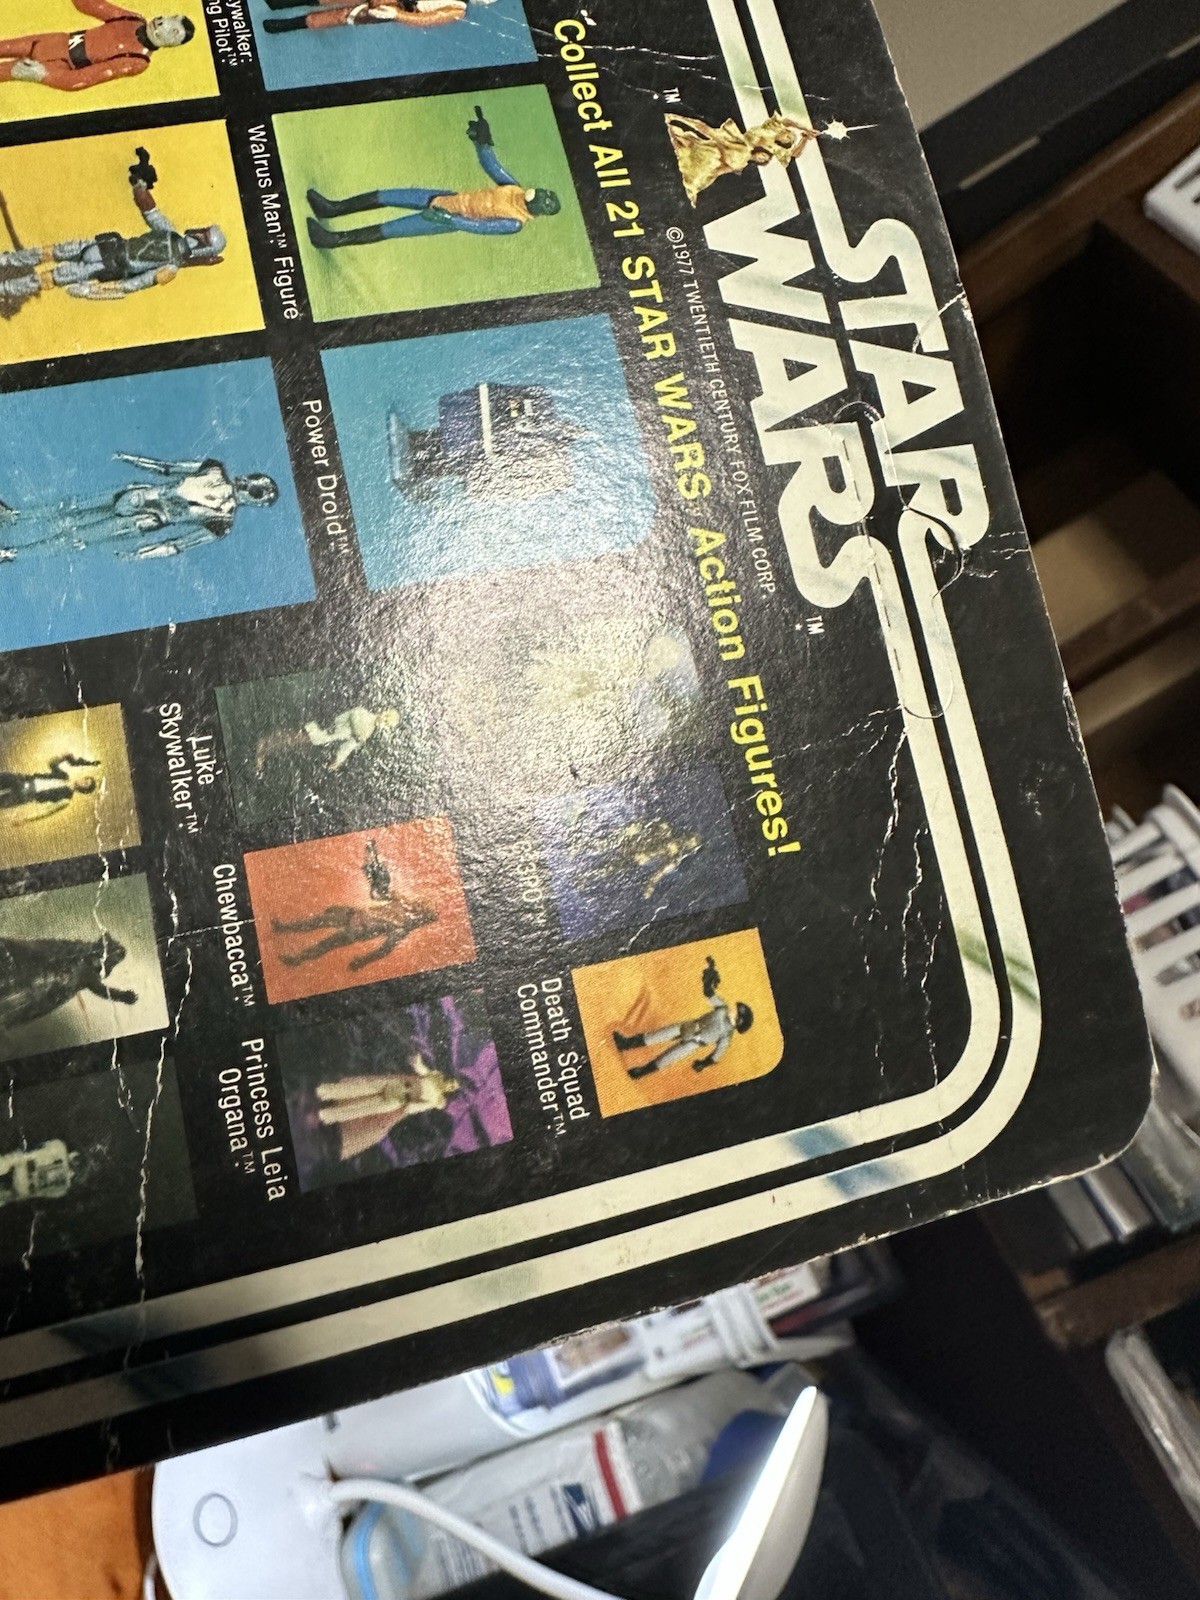 STAR
WARS
TM
TM
©1977 TWENTIETH CENTURY FOX FILM CORP.
Collect All 21 STAR WARS Action Figures!
Walrus Man™ Figure
Power Droid™
Death Squad
Commander™
Luke
Skywalker™
Chewbacca™
Princess Leia
Organa™